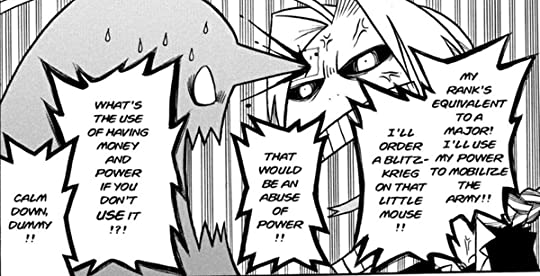 MY
RANK'S
EQUIVALENT
TO A
MAJOR!
I'LL USE
MY POWER
TO MOBILIZE
THE
ARMY!!
I'LL
ORDER
A BLITZ-
KRIEG
ON THAT
LITTLE
MOUSE
!!
THAT
WOULD
BE AN
ABUSE
OF
POWER !!
WHAT'S
THE USE
OF HAVING
MONEY
AND
POWER
IF YOU
DON'T
USE IT
!?!
CALM
DOWN,
DUMMY
!!